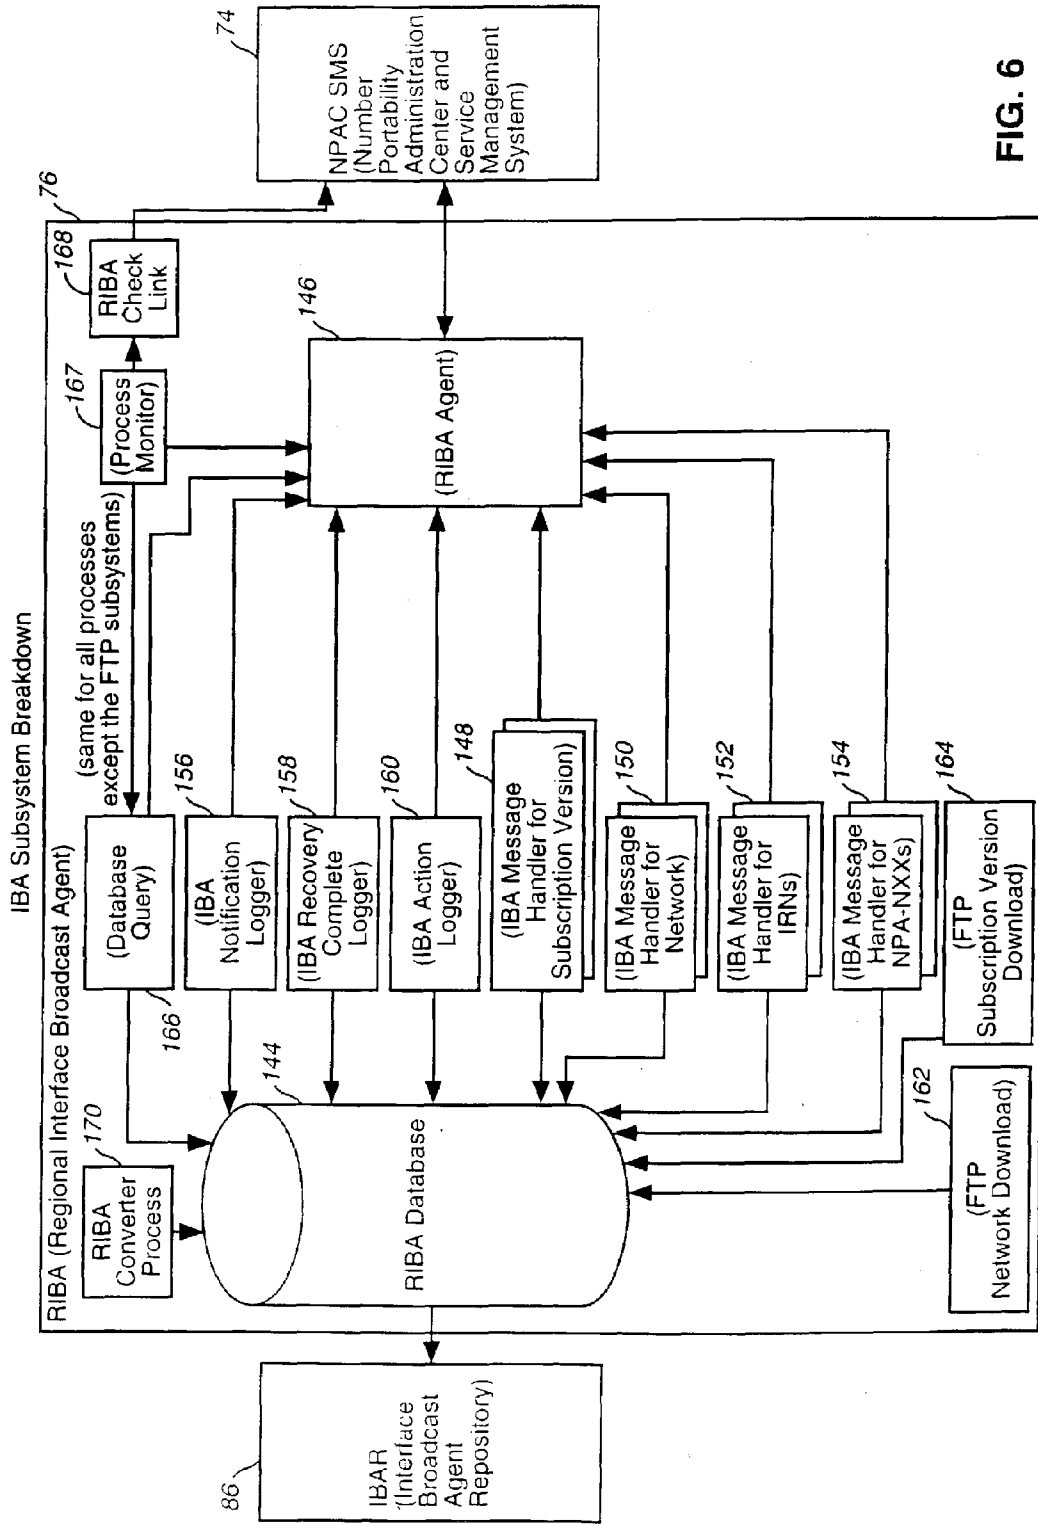 IBA Subsystem Breakdown
RIBA (Regional Interface Broadcast Agent)
76
86
IBAR
(Interface
Broadcast
Agent
Repository)
170
RIBA
Converter
Process
144
RIBA Database
166
(Database
Query)
(same for all processes
except the FTP subsystems)
167
(Process
Monitor)
168
RIBA
Check
Link
156
(IBA
Notification
Logger)
158
(IBA Recovery
Complete
Logger)
160
(IBA Action
Logger)
148
(IBA Message
Handler for
Subscription Version)
150
(IBA Message
Handler for
Network)
152
(IBA Message
Handler for
IRNs)
154
(IBA Message
Handler for
NPA-NXXs)
164
(FTP
Subscription Version
Download)
162
(FTP
Network Download)
146
(RIBA Agent)
74
NPAC SMS
(Number
Portability
Administration
Center and
Service
Management
System)
FIG. 6